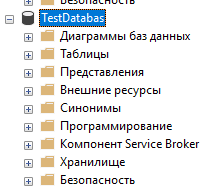 Безопасность
TestDatabas
Диаграммы баз данных
Таблицы
Представления
Внешние ресурсы
Синонимы
Программирование
Компонент Service Broker
Хранилище
Безопасность